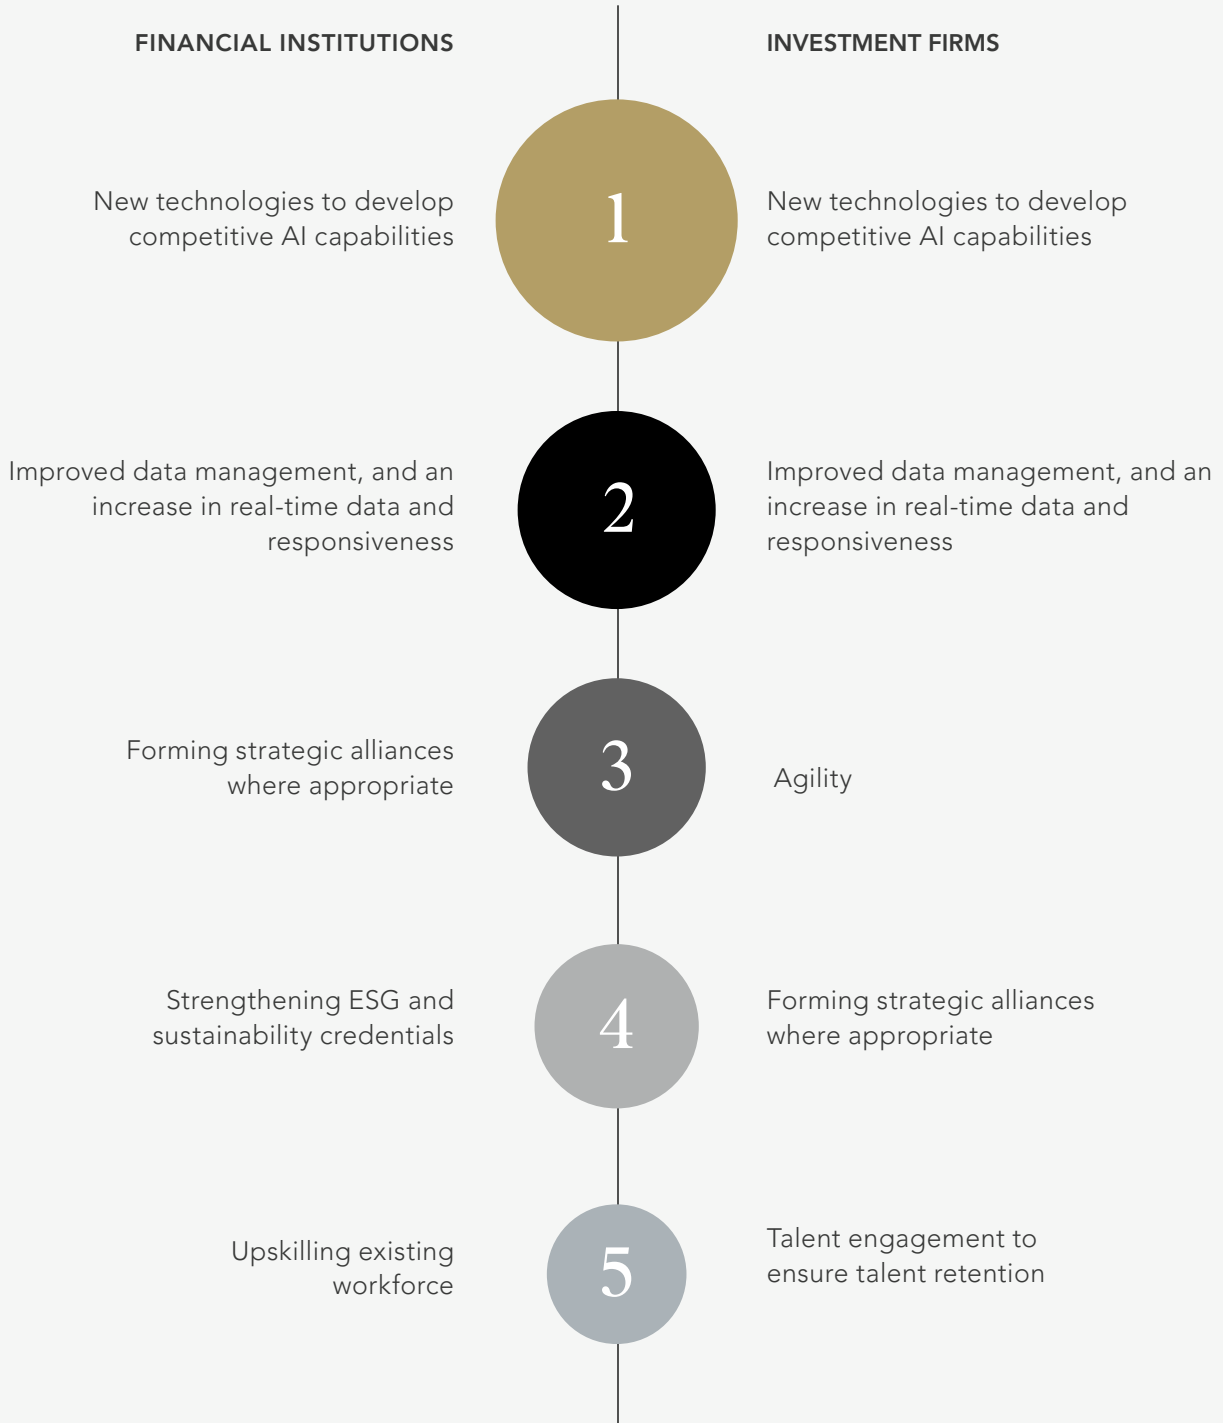 FINANCIAL INSTITUTIONS
INVESTMENT FIRMS
New technologies to develop
competitive AI capabilities
1
New technologies to develop
competitive AI capabilities
Improved data management, and an
increase in real-time data and
responsiveness
2
Improved data management, and an
increase in real-time data and
responsiveness
Forming strategic alliances
where appropriate
3
Agility
Strengthening ESG and
sustainability credentials
4
Forming strategic alliances
where appropriate
Upskilling existing
workforce
5
Talent engagement to
ensure talent retention